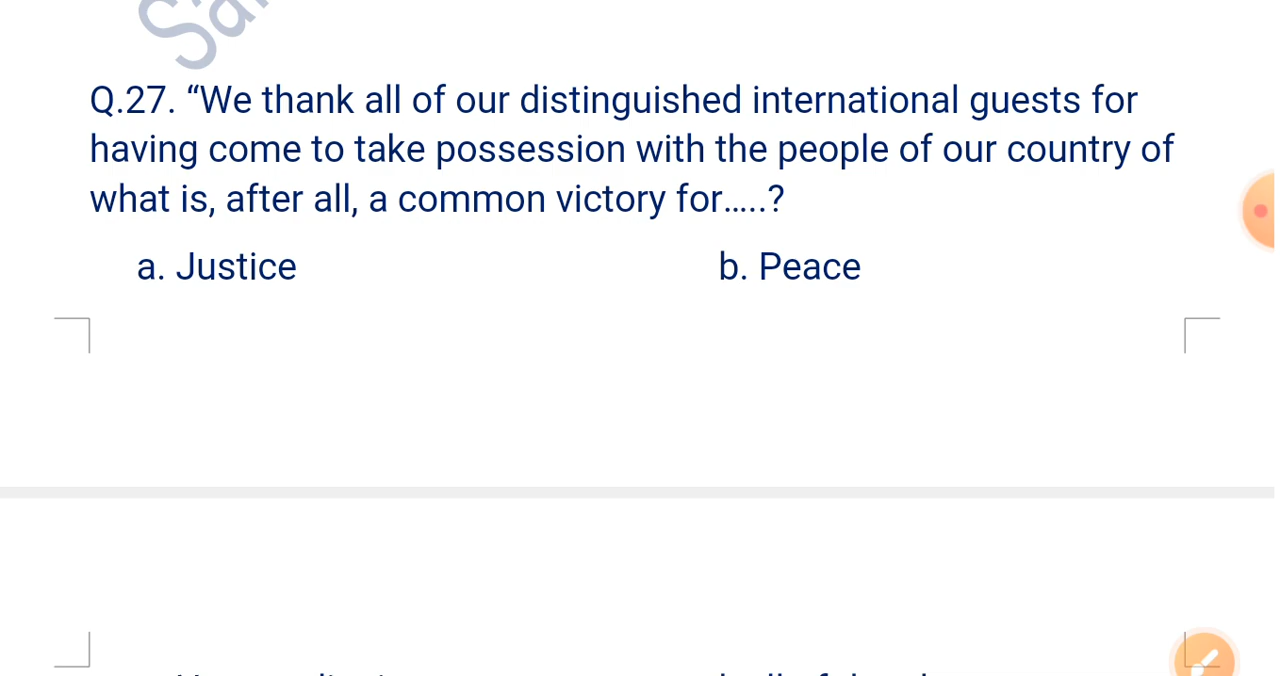 Q.27. “We thank all of our distinguished international guests for
having come to take possession with the people of our country of
what is, after all, a common victory for.....?
a. Justice b. Peace